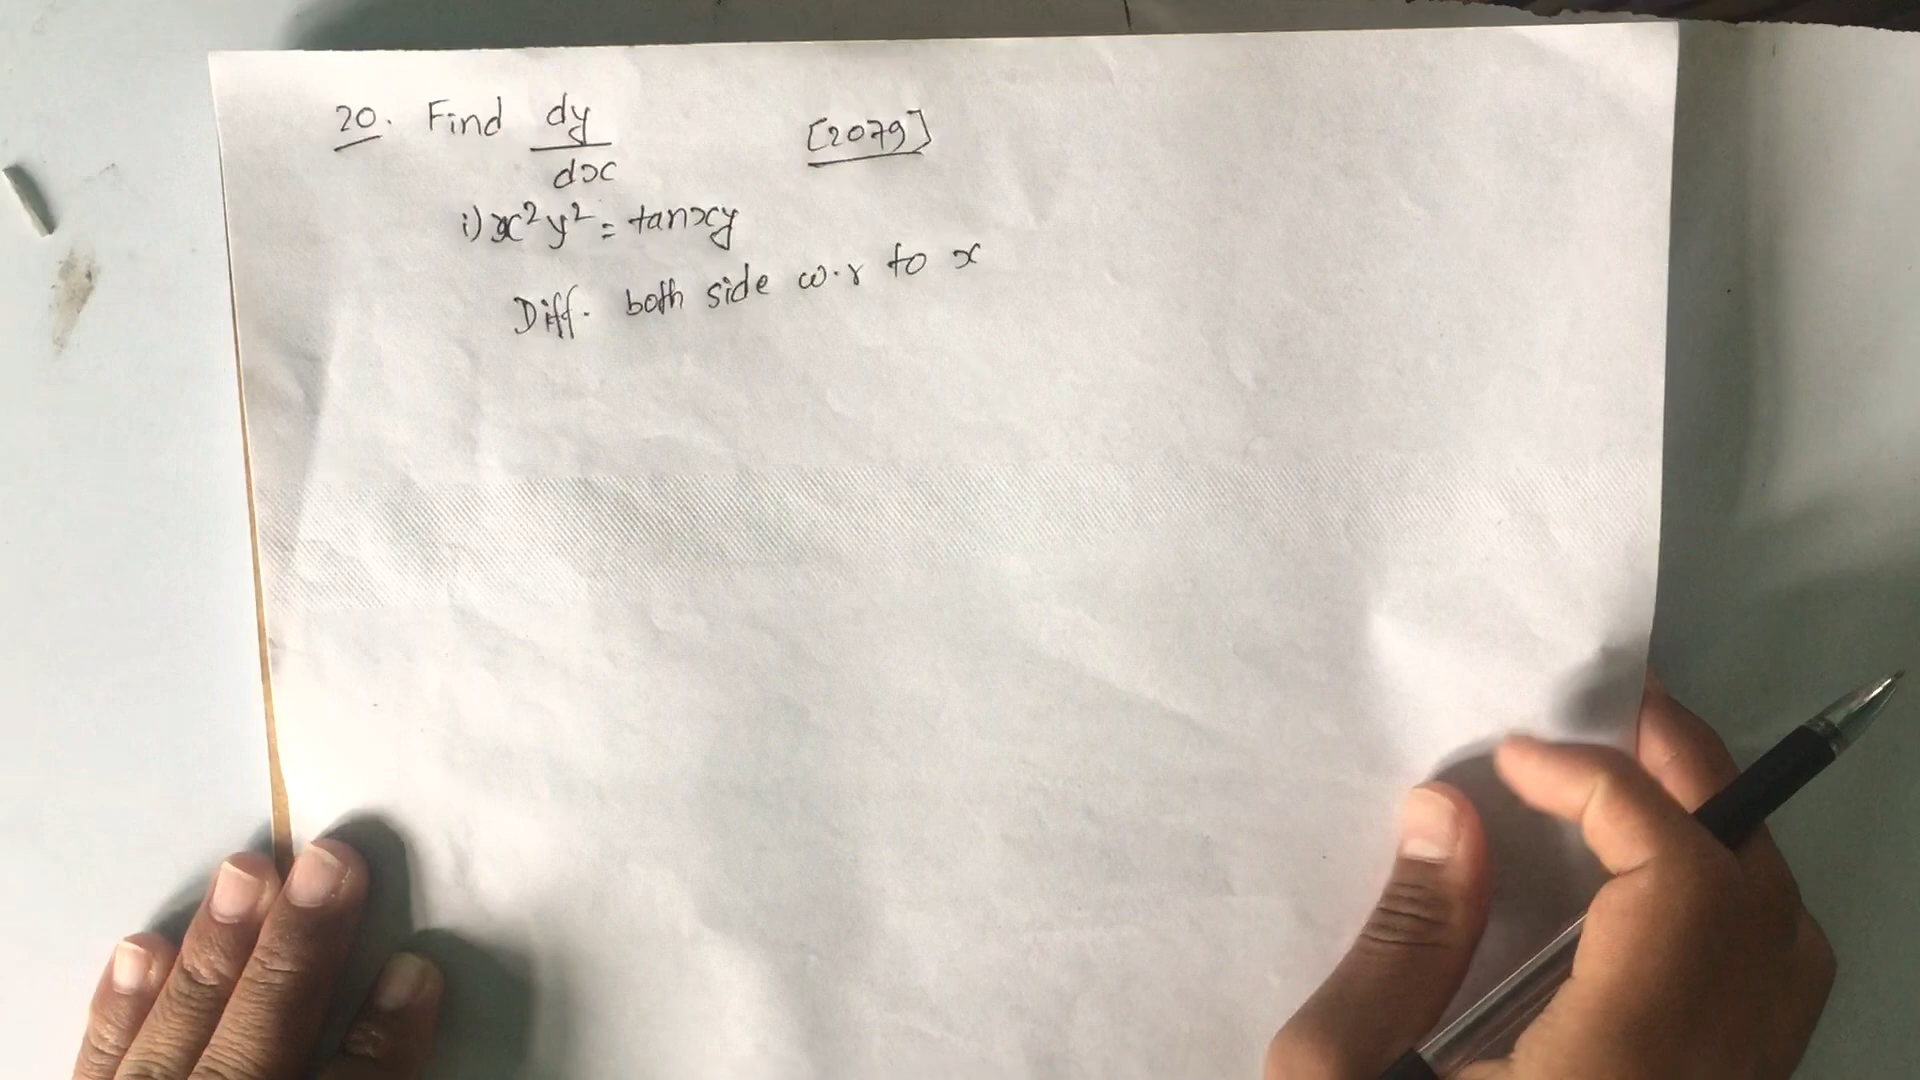 20. Find dy/dx [2079]
i) x²y² = tanxy
Diff. both side w.r to x